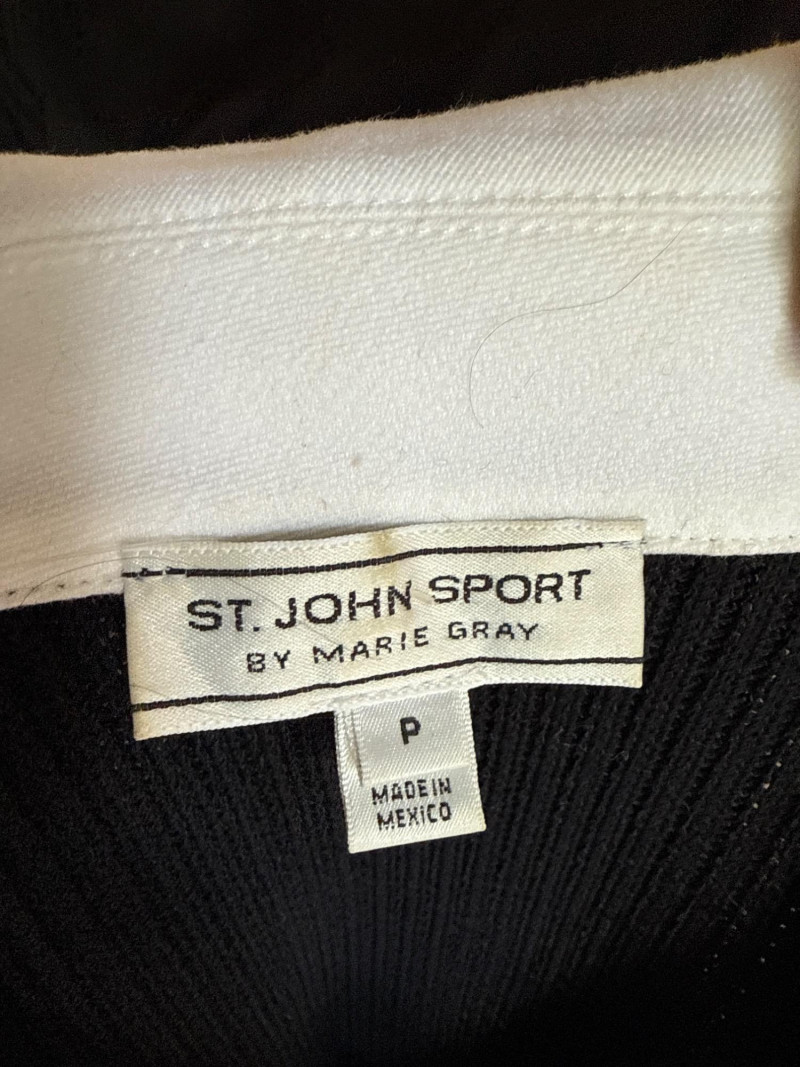 ST. JOHN SPORT
BY MARIE GRAY
P
MADE IN
MEXICO